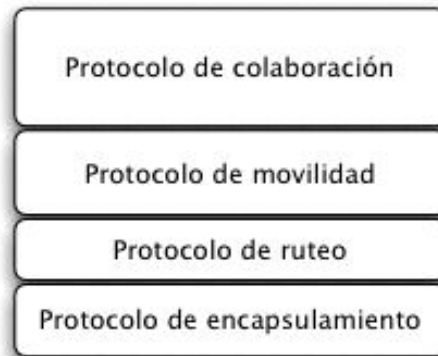 Protocolo de colaboración
Protocolo de movilidad
Protocolo de ruteo
Protocolo de encapsulamiento